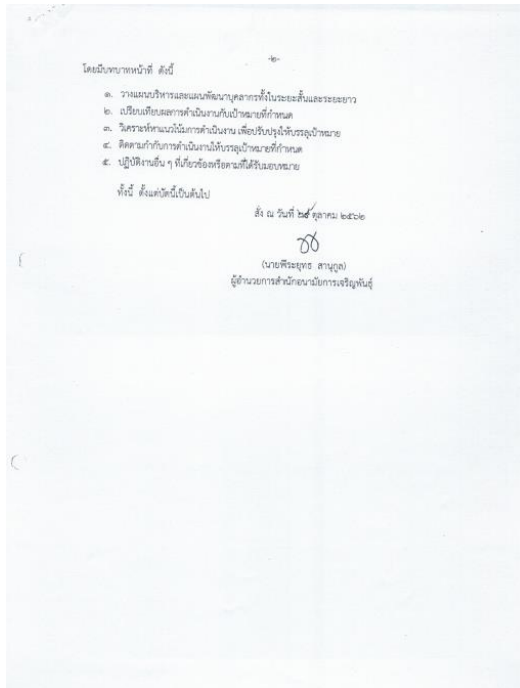 -๒-
โดยมีบทบาทหน้าที่ ดังนี้
๑. วางแผนบริหารและแผนพัฒนาบุคลากรทั้งในระยะสั้นและระยะยาว
๒. เปรียบเทียบผลการดำเนินงานกับเป้าหมายที่กำหนด
๓. วิเคราะห์หาแนวโน้มการดำเนินงาน เพื่อปรับปรุงให้บรรลุเป้าหมาย
๔. ติดตามกำกับการดำเนินงานให้บรรลุเป้าหมายที่กำหนด
๕. ปฏิบัติงานอื่น ๆ ที่เกี่ยวข้องหรือตามที่ได้รับมอบหมาย
ทั้งนี้ ตั้งแต่บัดนี้เป็นต้นไป
สั่ง ณ วันที่ ตุลาคม ๒๕๖๒
(นายพีระยุทธ สานุกูล)
ผู้อำนวยการสำนักอนามัยการเจริญพันธุ์